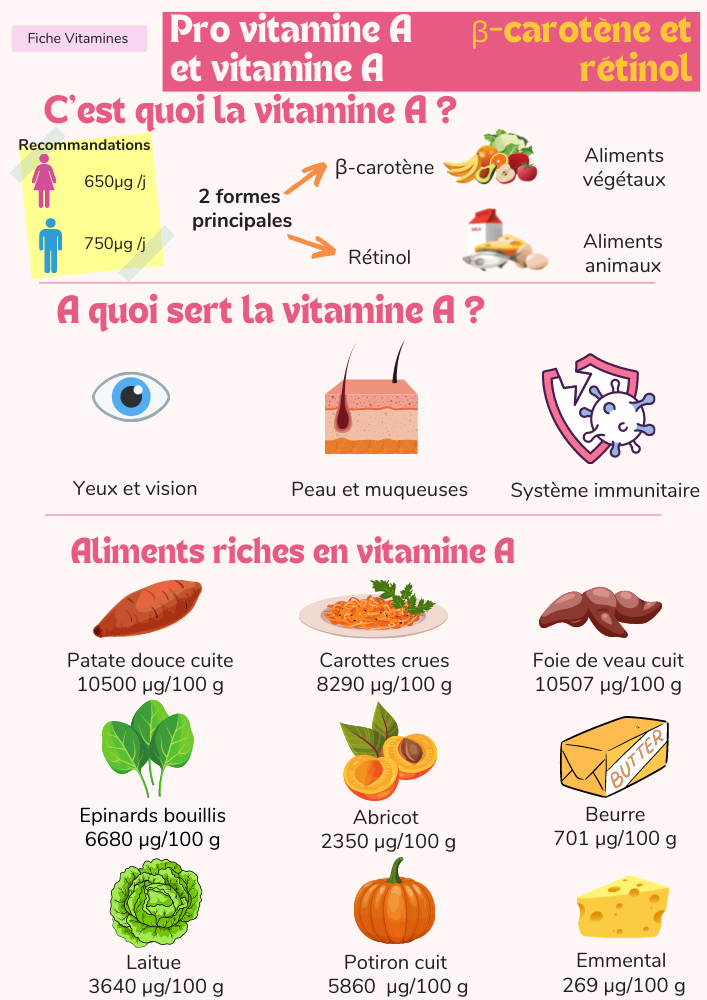 Fiche Vitamines
Pro vitamine A
et vitamine A
β-carotène et
rétinol
C'est quoi la vitamine A ?
Recommandations
650µg /j
750µg /j
2 formes
principales
β-carotène
Aliments
végétaux
Rétinol
MILK
Aliments
animaux
A quoi sert la vitamine A ?
Yeux et vision
Peau et muqueuses
Système immunitaire
Aliments riches en vitamine A
Patate douce cuite
10500 µg/100 g
Carottes crues
8290 µg/100 g
Foie de veau cuit
10507 µg/100 g
Epinards bouillis
6680 µg/100 g
Abricot
2350 µg/100 g
BUTTER
Beurre
701 µg/100 g
Laitue
3640 µg/100 g
Potiron cuit
5860 µg/100 g
Emmental
269 µg/100 g